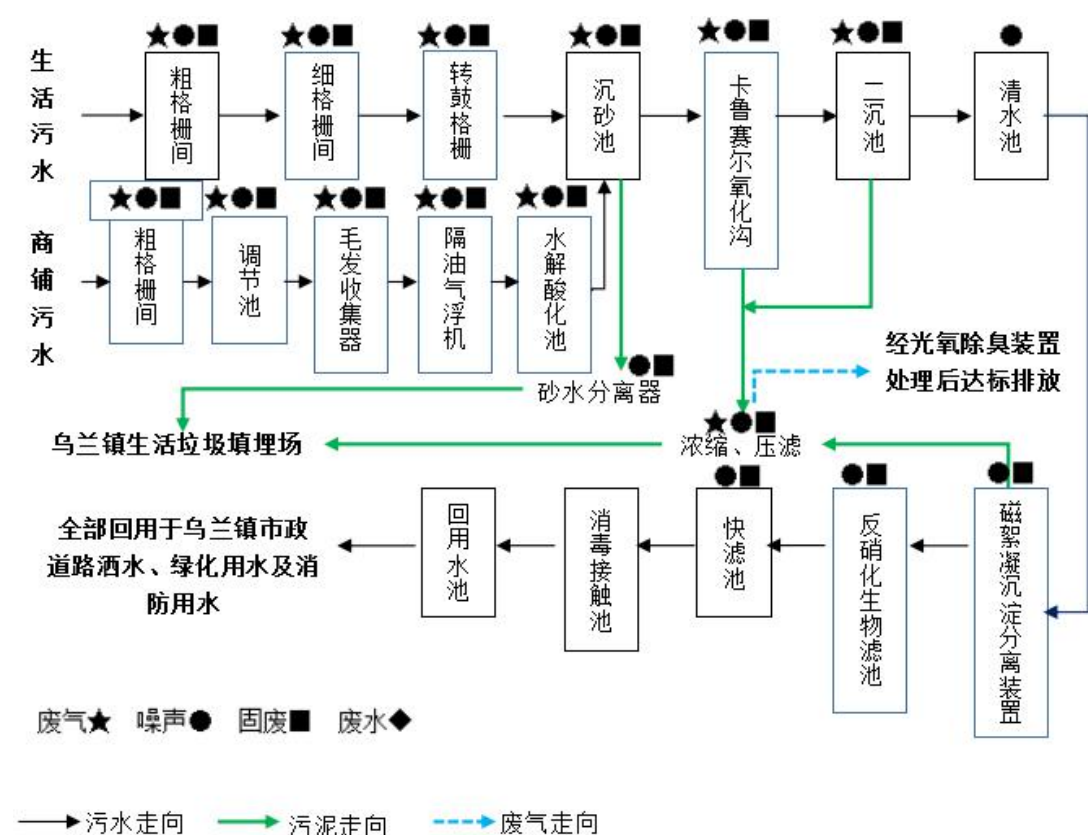 生活污水
粗格栅间
细格栅间
转鼓格栅
沉砂池
卡鲁赛尔氧化沟
二沉池
清水池
商铺污水
粗格栅间
调节池
毛发收集器
隔油气浮机
水解酸化池
经光氧除臭装置
处理后达标排放
砂水分离器
乌兰镇生活垃圾填埋场
浓缩、压滤
全部回用于乌兰镇市政
道路洒水、绿化用水及消
防用水
回用水池
消毒接触池
快滤池
反硝化生物滤池
磁絮凝沉淀分离装置
废气★ 噪声● 固废■ 废水◆
污水走向 污泥走向 废气走向